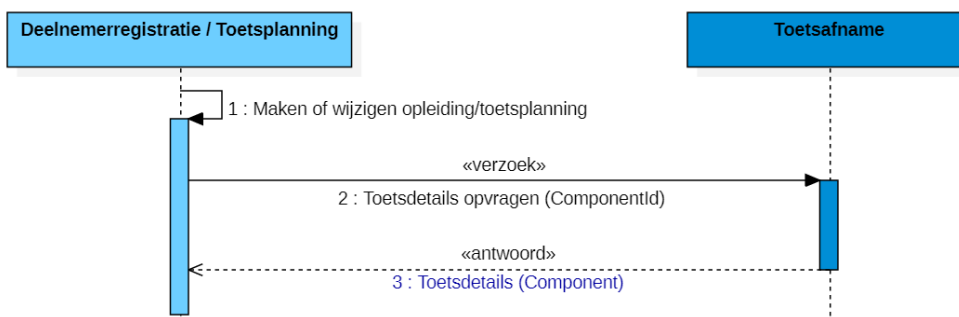 Deelnemerregistratie / Toetsplanning
Toetsafname
1 : Maken of wijzigen opleiding/toetsplanning
«verzoek»
2 : Toetsdetails opvragen (ComponentId)
«antwoord»
3 : Toetsdetails (Component)